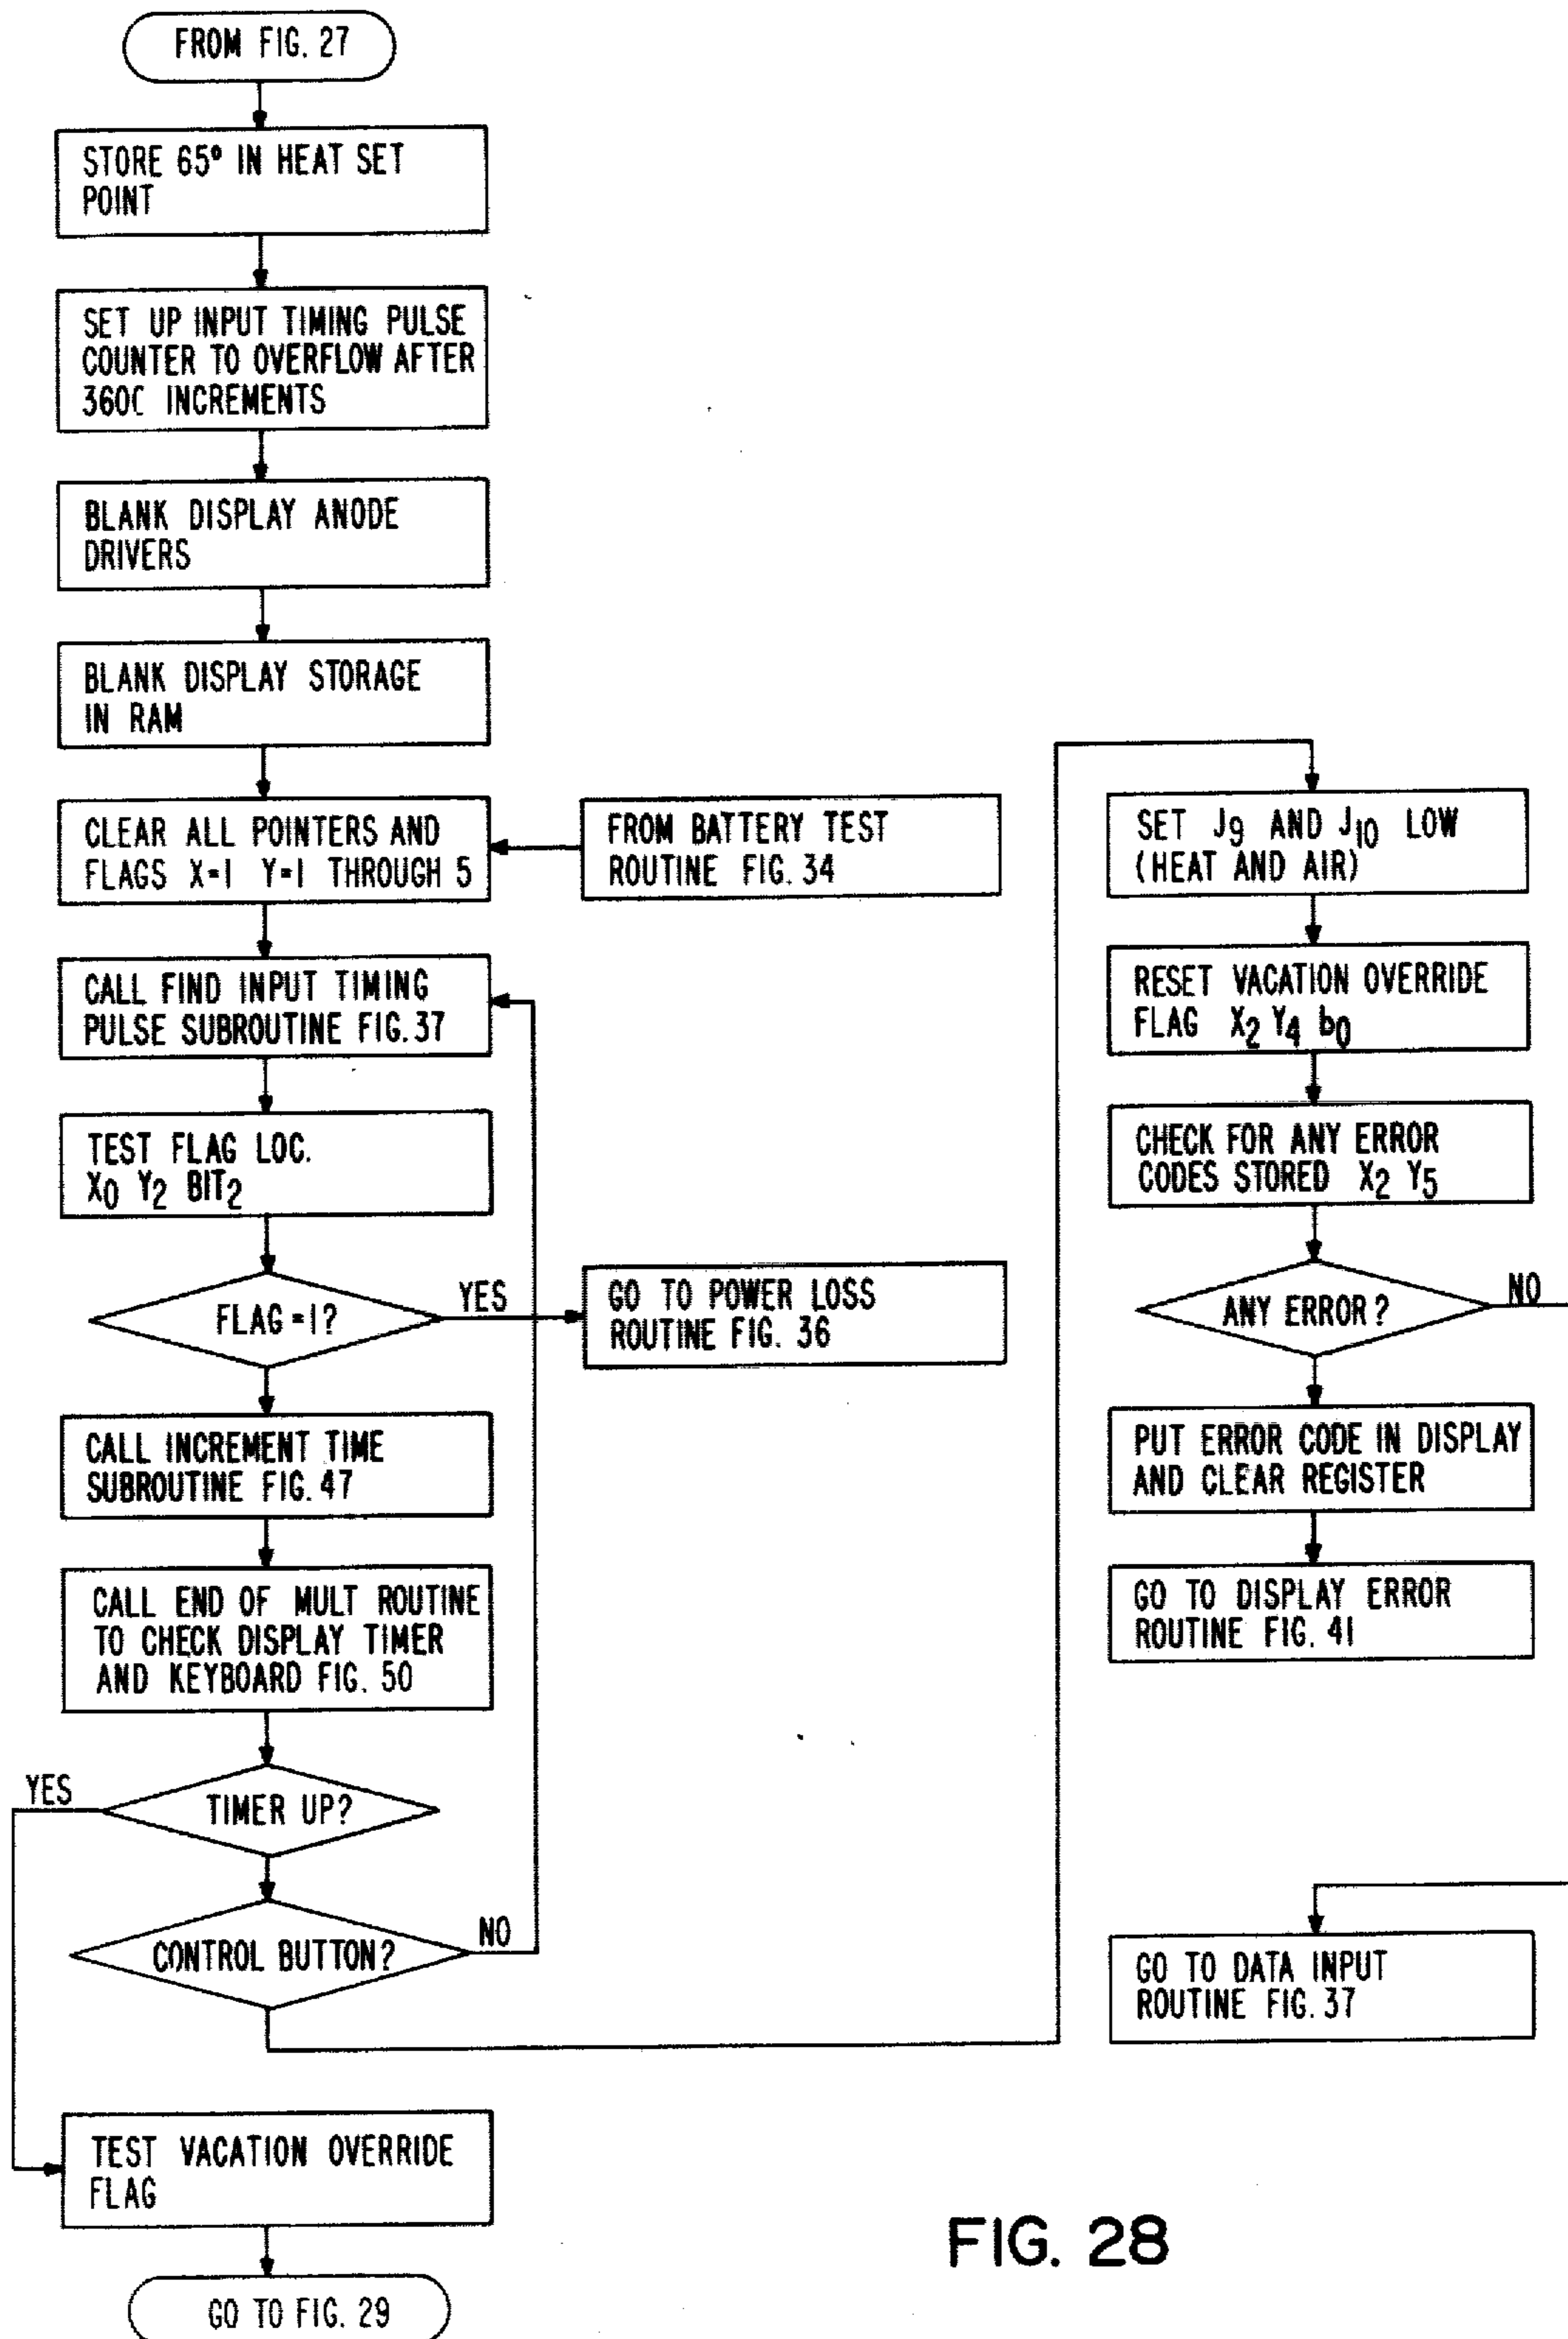 FROM FIG. 27
STORE 65° IN HEAT SET
POINT
SET UP INPUT TIMING PULSE
COUNTER TO OVERFLOW AFTER
INCREMENTS
BLANK DISPLAY ANODE
DRIVERS
BLANK DISPLAY STORAGE
IN RAM
CLEAR ALL POINTERS AND
FLAGS X=1 Y=1 THROUGH 5
FROM BATTERY TEST
ROUTINE FIG. 34
CALL FIND INPUT TIMING
PULSE SUBROUTINE FIG. 37
TEST FLAG LOC.
X0 Y2 BIT2
FLAG=1?
YES
GO TO POWER LOSS
ROUTINE FIG. 36
CALL INCREMENT TIME
SUBROUTINE FIG. 47
CALL END OF MULT ROUTINE
TO CHECK DISPLAY TIMER
AND KEYBOARD FIG. 50
YES
TIMER UP?
CONTROL BUTTON?
NO
TEST VACATION OVERRIDE
FLAG
GO TO FIG. 29
SET J9 AND J10 LOW
(HEAT AND AIR)
RESET VACATION OVERRIDE
FLAG X2 Y4 b0
CHECK FOR ANY ERROR
CODES STORED X2 Y5
ANY ERROR?
NO
PUT ERROR CODE IN DISPLAY
AND CLEAR REGISTER
GO TO DISPLAY ERROR
ROUTINE FIG. 41
GO TO DATA INPUT
ROUTINE FIG. 37
FIG. 28